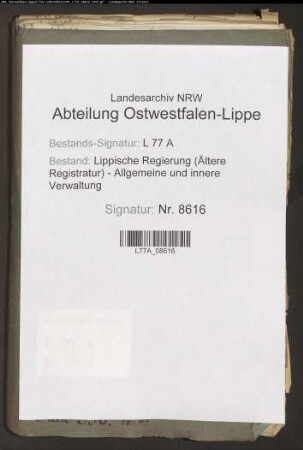 Landesarchiv NRW
Abteilung Ostwestfalen-Lippe
Bestands-Signatur: L 77 A
Bestand: Lippische Regierung (Ältere
Registratur) - Allgemeine und innere
Verwaltung
Signatur: Nr. 8616
L77A_08616
L 77 A